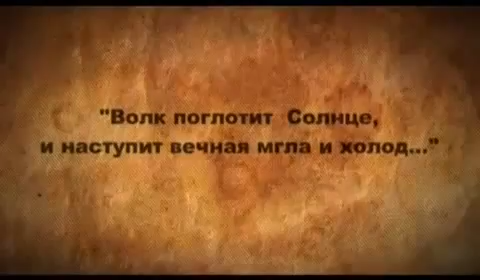 "Волк поглотит Солнце,
и наступит вечная мгла и холод..."